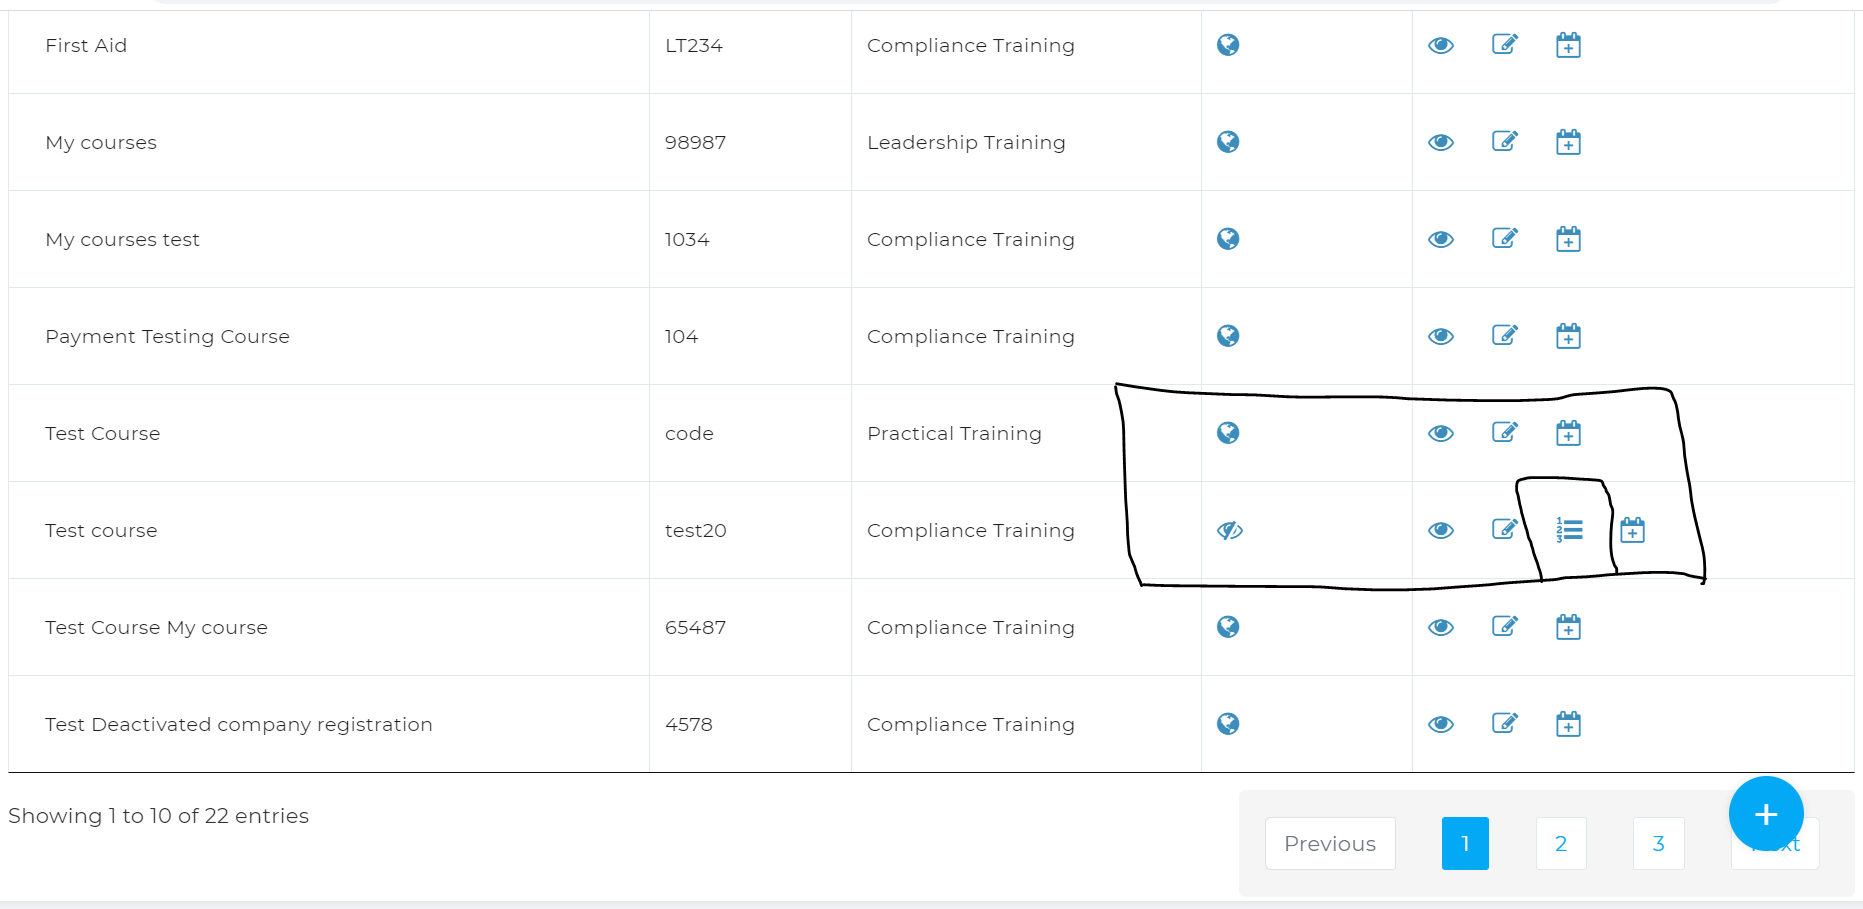 First Aid LT234 Compliance Training
My courses 98987 Leadership Training
My courses test 1034 Compliance Training
Payment Testing Course 104 Compliance Training
Test Course code Practical Training
Test course test20 Compliance Training
Test Course My course 65487 Compliance Training
Test Deactivated company registration 4578 Compliance Training
Showing 1 to 10 of 22 entries
Previous 1 2 3